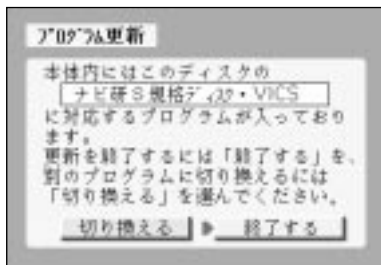 プログラム更新
本体内にはこのディスクの
ナビ研S規格ディスク・VICS
に対応するプログラムが入っており
ます。
更新を終了するには「終了する」を、
別のプログラムに切り換えるには
「切り換える」を選んでください。
切り換える 終了する